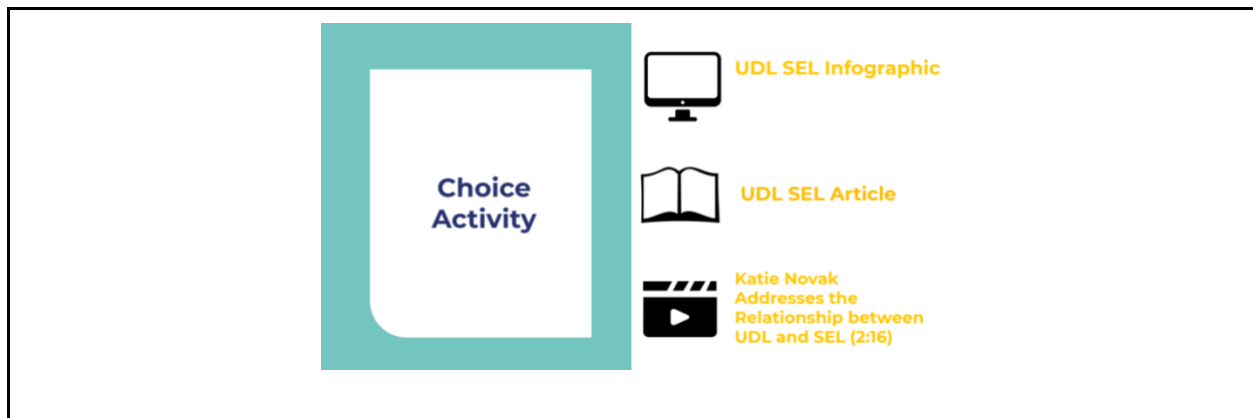 Choice
Activity
UDL SEL Infographic
UDL SEL Article
Katie Novak
Addresses the
Relationship between
UDL and SEL (2:16)